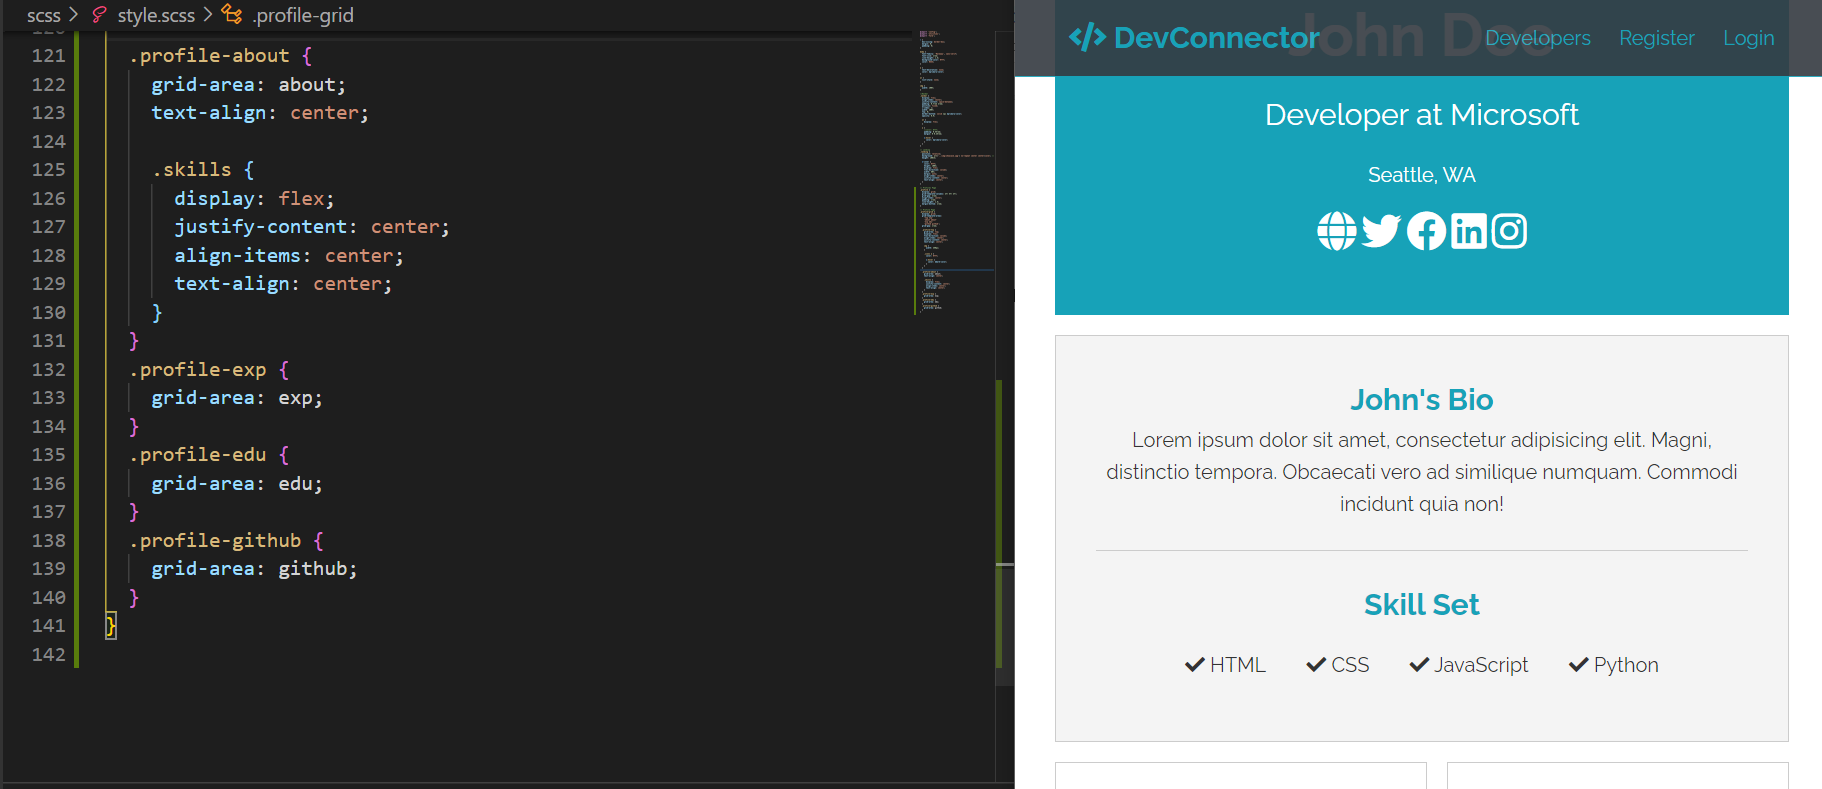 scss > style.scss > .profile-grid
120
121 .profile-about {
122 grid-area: about;
123 text-align: center;
124
125 .skills {
126 display: flex;
127 justify-content: center;
128 align-items: center;
129 text-align: center;
130 }
131 }
132 .profile-exp {
133 grid-area: exp;
134 }
135 .profile-edu {
136 grid-area: edu;
137 }
138 .profile-github {
139 grid-area: github;
140 }
141 }
142
John Doe
</> DevConnector Developers Register Login
Developer at Microsoft
Seattle, WA
John's Bio
Lorem ipsum dolor sit amet, consectetur adipisicing elit. Magni,
distinctio tempora. Obcaecati vero ad similique numquam. Commodi
incidunt quia non!
Skill Set
HTML CSS JavaScript Python